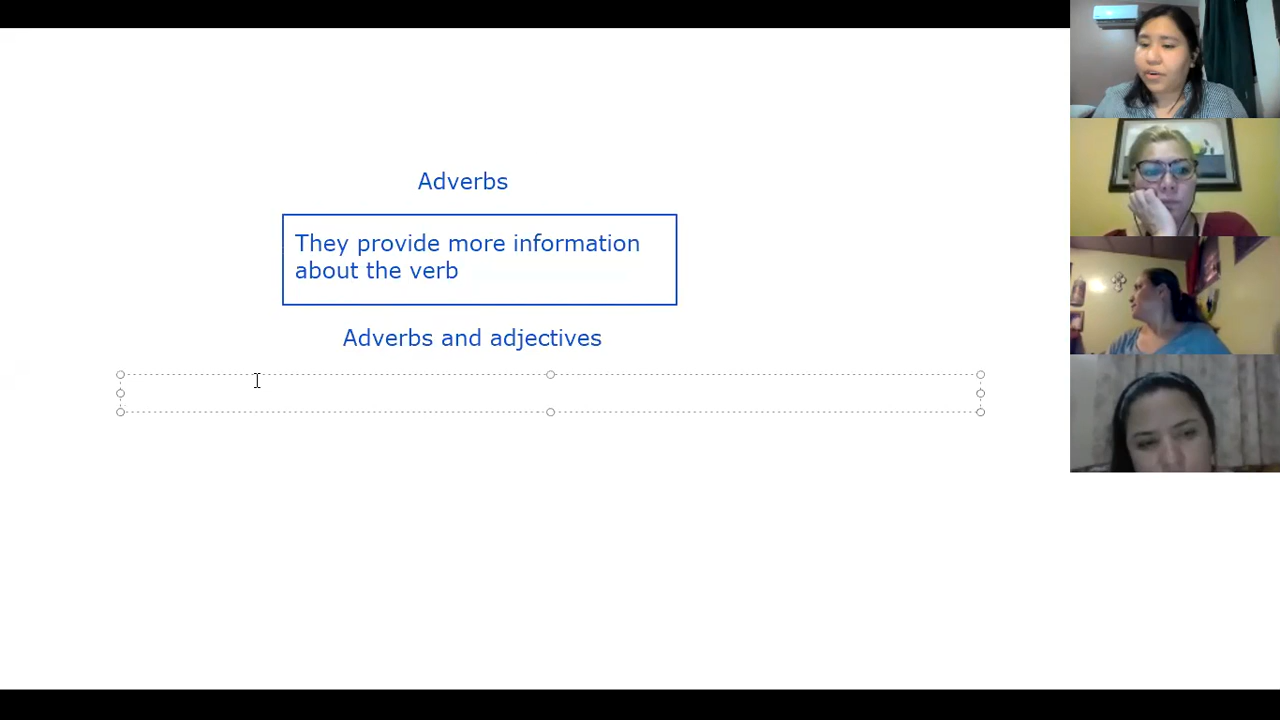 Adverbs
They provide more information
about the verb
Adverbs and adjectives